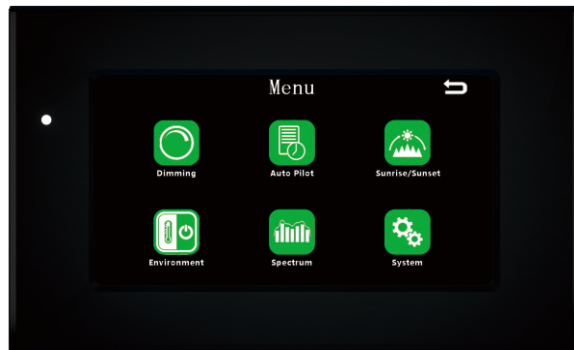 Menu
Dimming
Auto Pilot
Sunrise/Sunset
Environment
Spectrum
System